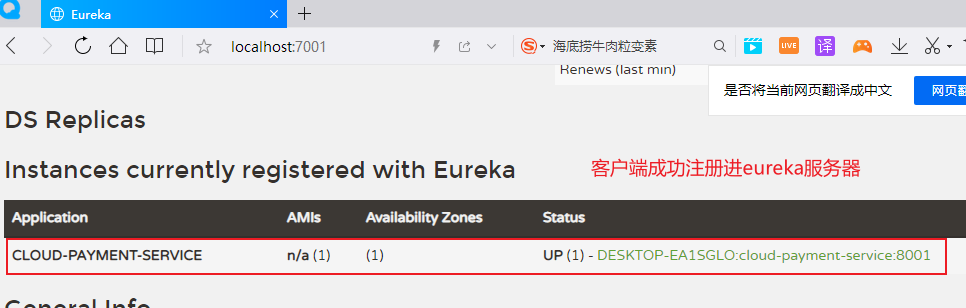 Eureka
localhost:7001
海底捞牛肉粒变素
LIVE
译
Renews (last min)
是否将当前网页翻译成中文
网页翻
DS Replicas
Instances currently registered with Eureka
客户端成功注册进eureka服务器
Application AMIs Availability Zones Status
CLOUD-PAYMENT-SERVICE n/a (1) (1) UP (1) - DESKTOP-EA1SGLO:cloud-payment-service:8001
General Info